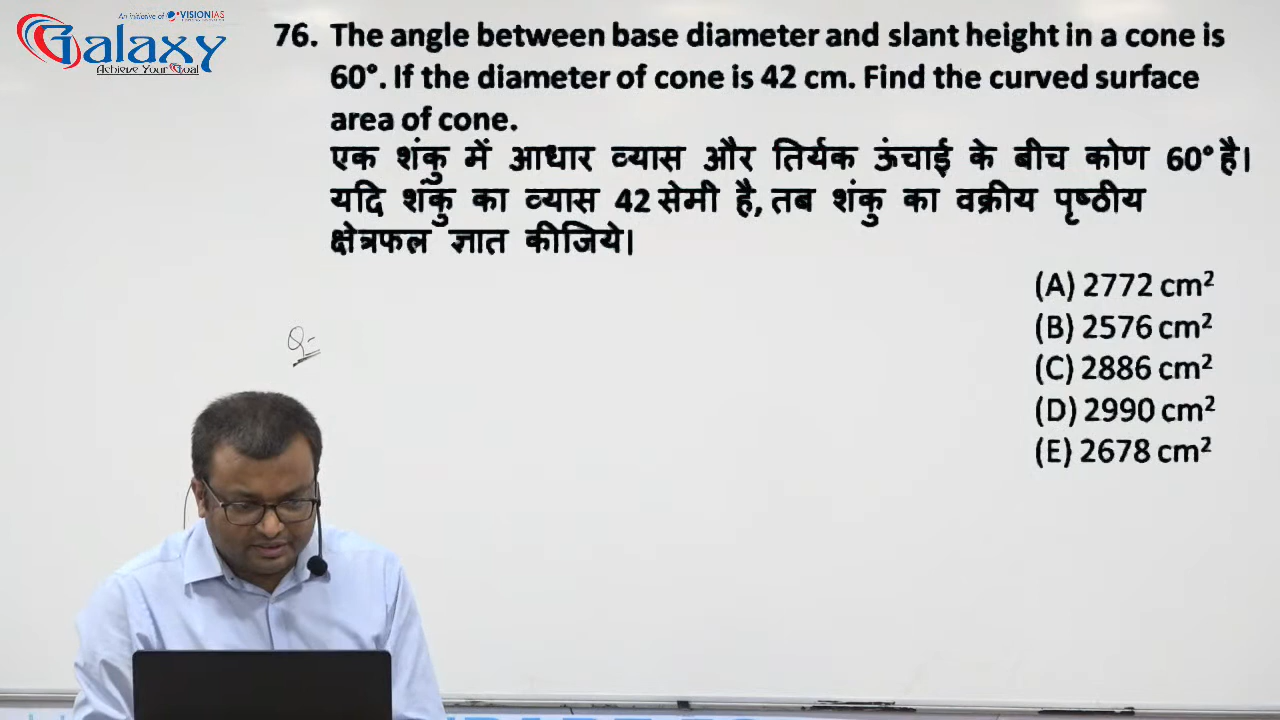 An initiative of VISIONIAS
Galaxy
Achieve Your Goal
76. The angle between base diameter and slant height in a cone is
60°. If the diameter of cone is 42 cm. Find the curved surface
area of cone.
एक शंकु में आधार व्यास और तिर्यक ऊंचाई के बीच कोण 60° है।
यदि शंकु का व्यास 42 सेमी है, तब शंकु का वक्रीय पृष्ठीय
क्षेत्रफल ज्ञात कीजिये।
(A) 2772 cm²
(B) 2576 cm²
(C) 2886 cm²
(D) 2990 cm²
(E) 2678 cm²
Q-